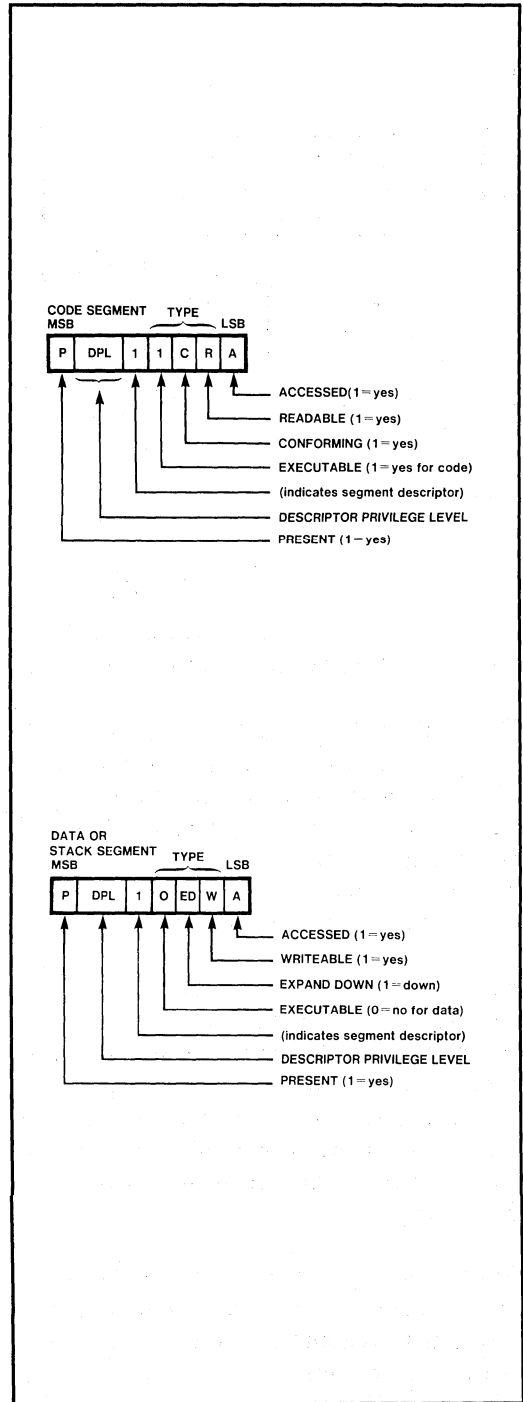 CODE SEGMENT TYPE
MSB LSB
P DPL 1 1 C R A
ACCESSED(1=yes)
READABLE (1=yes)
CONFORMING (1=yes)
EXECUTABLE (1=yes for code)
(indicates segment descriptor)
DESCRIPTOR PRIVILEGE LEVEL
PRESENT (1-yes)
DATA OR
STACK SEGMENT TYPE
MSB LSB
P DPL 1 O ED W A
ACCESSED (1=yes)
WRITEABLE (1=yes)
EXPAND DOWN (1=down)
EXECUTABLE (0=no for data)
(indicates segment descriptor)
DESCRIPTOR PRIVILEGE LEVEL
PRESENT (1=yes)